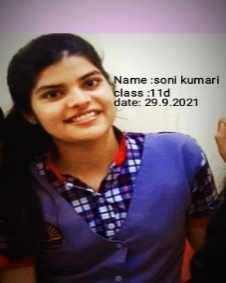 Name :soni kumari
class :11d
date: 29.9.2021